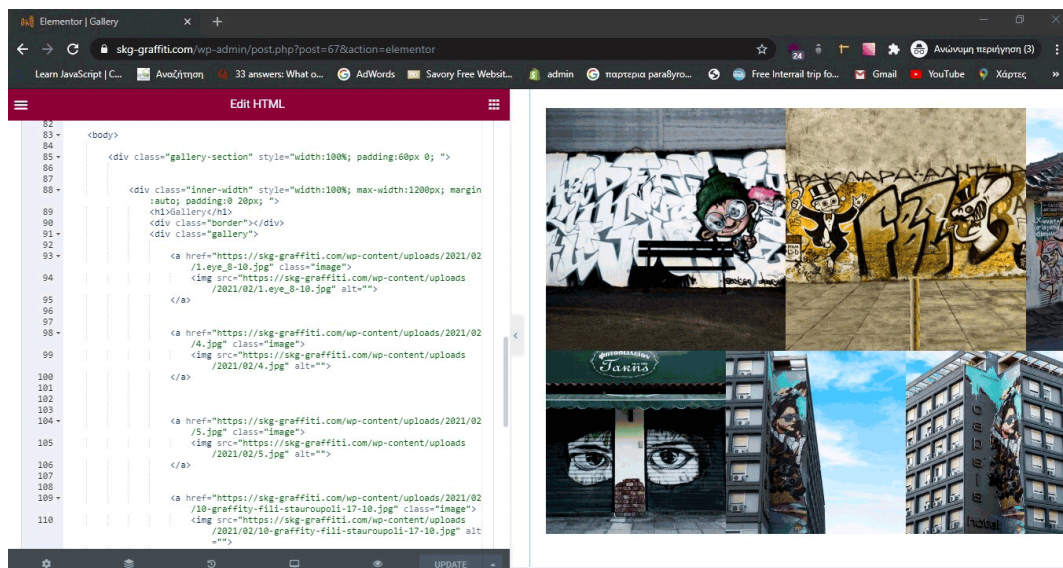 Elementor | Gallery
skg-graffiti.com/wp-admin/post.php?post=67&action=elementor
24
Ανώνυμη περιήγηση (3)
Learn JavaScript | C...
Αναζήτηση
33 answers: What o...
AdWords
Savory Free Websit...
admin
παρτερια paraθyro...
Free Interrail trip fo...
Gmail
YouTube
Χάρτες
»
Edit HTML
82
83 <body>
84
85 <div class="gallery-section" style="width:100%; padding:60px 0; ">
86
87
88 <div class="inner-width" style="width:100%; max-width:1200px; margin
:auto; padding:0 20px; ">
89 <h1>Gallery</h1>
90 <div class="border"></div>
91 <div class="gallery">
92
93 <a href="https://skg-graffiti.com/wp-content/uploads/2021/02
/1.eye_8-10.jpg" class="image">
94 <img src="https://skg-graffiti.com/wp-content/uploads
/2021/02/1.eye_8-10.jpg" alt="">
95 </a>
96
97
98 <a href="https://skg-graffiti.com/wp-content/uploads/2021/02
/4.jpg" class="image">
99 <img src="https://skg-graffiti.com/wp-content/uploads
/2021/02/4.jpg" alt="">
100 </a>
101
102
103
104 <a href="https://skg-graffiti.com/wp-content/uploads/2021/02
/5.jpg" class="image">
105 <img src="https://skg-graffiti.com/wp-content/uploads
/2021/02/5.jpg" alt="">
106 </a>
107
108
109 <a href="https://skg-graffiti.com/wp-content/uploads/2021/02
/10-graffity-fili-stauroupoli-17-10.jpg" class="image">
110 <img src="https://skg-graffiti.com/wp-content/uploads
/2021/02/10-graffity-fili-stauroupoli-17-10.jpg" alt
="">
UPDATE
Τάκης
capsis
hotel